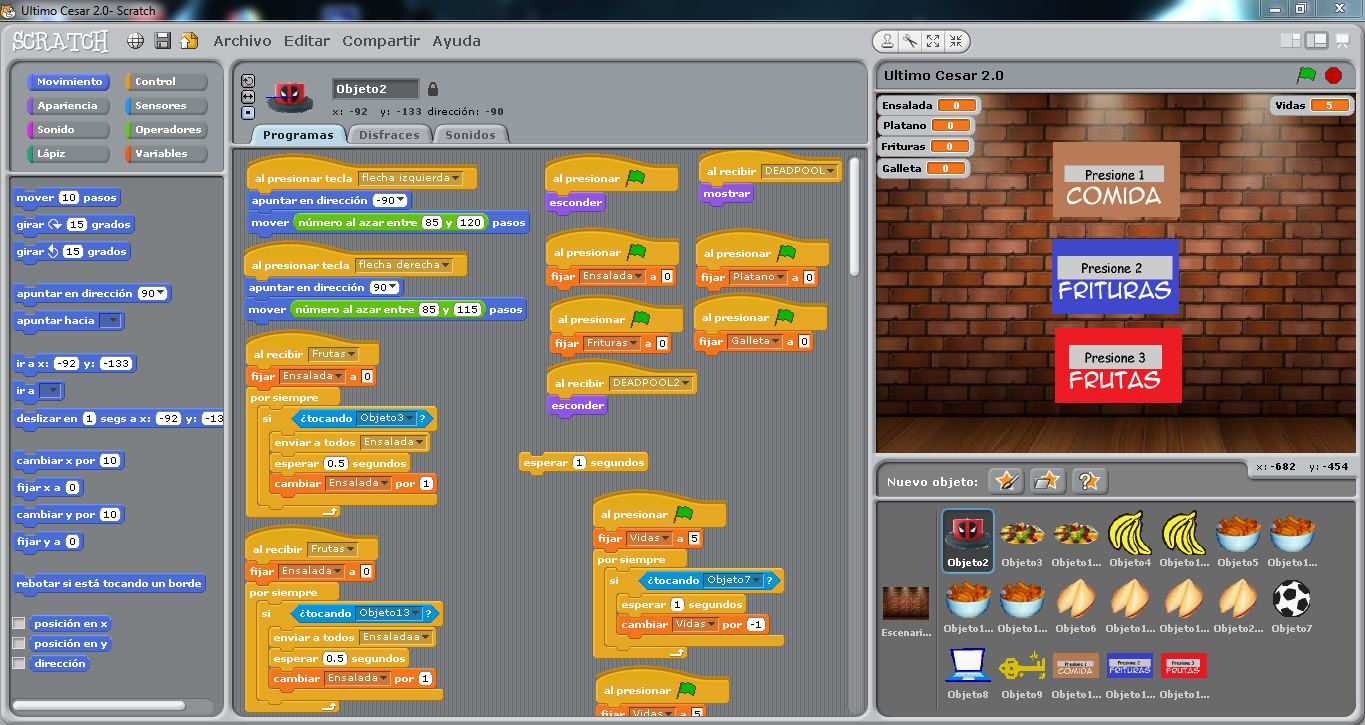 Ultimo Cesar 2.0- Scratch
SCRATCH
Archivo Editar Compartir Ayuda
Movimiento Control
Apariencia Sensores
Sonido Operadores
Lápiz Variables
mover 10 pasos
girar 15 grados
girar 15 grados
apuntar en dirección 90
apuntar hacia
ir a x: -92 y: -133
ir a
deslizar en 1 segs a x: -92 y: -13
cambiar x por 10
fijar x a 0
cambiar y por 10
fijar y a 0
rebotar si está tocando un borde
posición en x
posición en y
dirección
Objeto2
x: -92 y: -133 dirección: -90
Programas Disfraces Sonidos
al presionar tecla flecha izquierda
apuntar en dirección -90
mover número al azar entre 85 y 120 pasos
al presionar tecla flecha derecha
apuntar en dirección 90
mover número al azar entre 85 y 115 pasos
al recibir Frutas
fijar Ensalada a 0
por siempre
si ¿tocando Objeto3 ?
enviar a todos Ensalada
esperar 0.5 segundos
cambiar Ensalada por 1
al recibir Frutas
fijar Ensalada a 0
por siempre
si ¿tocando Objeto13 ?
enviar a todos Ensaladaa
esperar 0.5 segundos
cambiar Ensalada por 1
al presionar
esconder
al recibir DEADPOOL
mostrar
al presionar
fijar Ensalada a 0
al presionar
fijar Platano a 0
al presionar
fijar Frituras a 0
al presionar
fijar Galleta a 0
al recibir DEADPOOL2
esconder
esperar 1 segundos
al presionar
fijar Vidas a 5
por siempre
si ¿tocando Objeto7 ?
esperar 1 segundos
cambiar Vidas por -1
al presionar
fijar Vidas a 5
Ultimo Cesar 2.0
Ensalada 0
Platano 0
Frituras 0
Galleta 0
Vidas 5
Presione 1
COMIDA
Presione 2
FRITURAS
Presione 3
FRUTAS
x: -682 y: -454
Nuevo objeto:
Escenari...
Objeto2 Objeto3 Objeto1... Objeto4 Objeto1... Objeto5 Objeto1...
Objeto1... Objeto1... Objeto6 Objeto1... Objeto1... Objeto2... Objeto7
Presione 1 COMIDA Presione 2 FRITURAS Presione 3 FRUTAS
Objeto8 Objeto9 Objeto1... Objeto1... Objeto1...